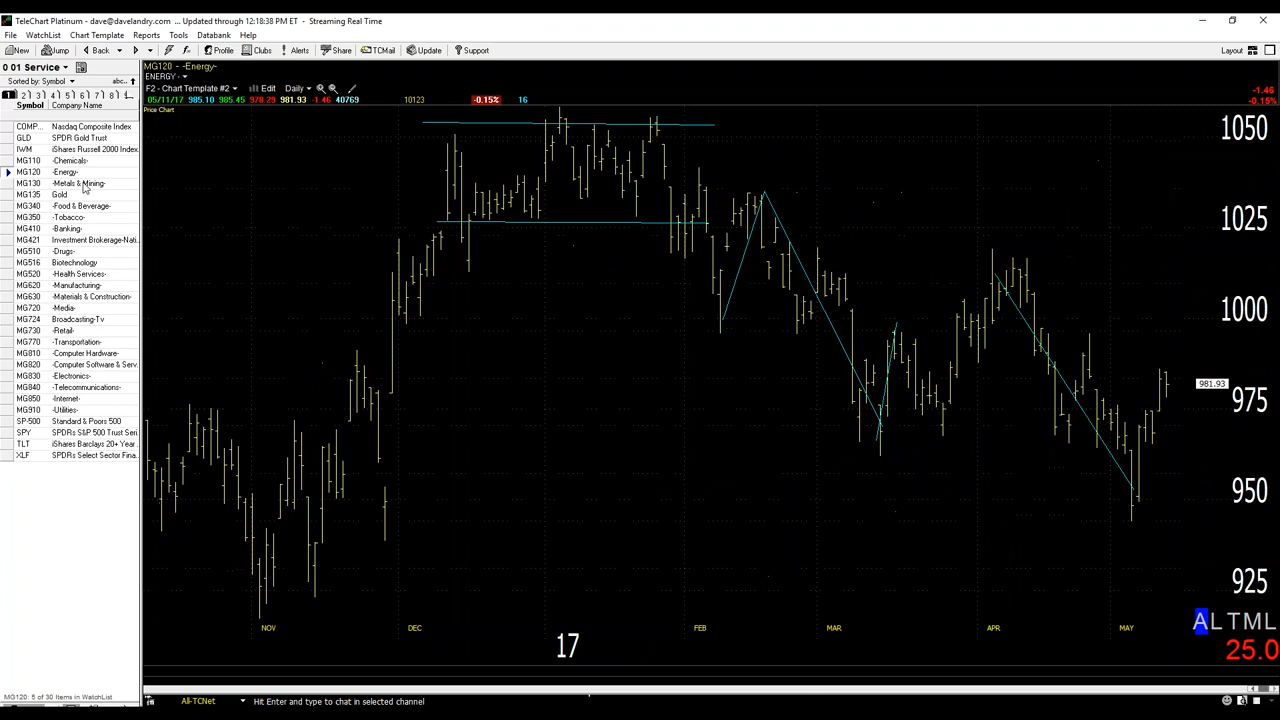 TeleChart Platinum - dave@davelandry.com ... Updated through 12:18:38 PM ET - Streaming Real Time
File WatchList Chart Template Reports Tools Databank Help
New Jump Back Profile Clubs Alerts Share TCMail Update Support Layout
0 01 Service
Sorted by: Symbol abc..
1 2 3 4 5 6 7 8
Symbol Company Name
COMP... Nasdaq Composite Index
GLD SPDR Gold Trust
IWM iShares Russell 2000 Index
MG110 -Chemicals-
MG120 -Energy-
MG130 -Metals & Mining-
MG135 Gold
MG340 -Food & Beverage-
MG350 -Tobacco-
MG410 -Banking-
MG421 Investment Brokerage-Nati..
MG510 -Drugs-
MG516 Biotechnology
MG520 -Health Services-
MG620 -Manufacturing-
MG630 -Materials & Construction-
MG720 -Media-
MG724 Broadcasting-Tv
MG730 -Retail-
MG770 -Transportation-
MG810 -Computer Hardware-
MG820 -Computer Software & Serv..
MG830 -Electronics-
MG840 -Telecommunications-
MG850 -Internet-
MG910 -Utilities-
SP-500 Standard & Poors 500
SPY SPDRs S&P 500 Trust Seri
TLT iShares Barclays 20+ Year
XLF SPDRs Select Sector Fina..
MG120: 5 of 30 Items in WatchList
MG120 - -Energy-
ENERGY -
F2 - Chart Template #2 Edit Daily
05/11/17 985.10 985.45 978.29 981.93 -1.46 40769 10123 -0.15% 16
Price Chart
-1.46
-0.15%
1050
1025
1000
981.93
975
950
925
NOV DEC FEB MAR APR MAY
17
ALTML
25.0
All-TCNet Hit Enter and type to chat in selected channel